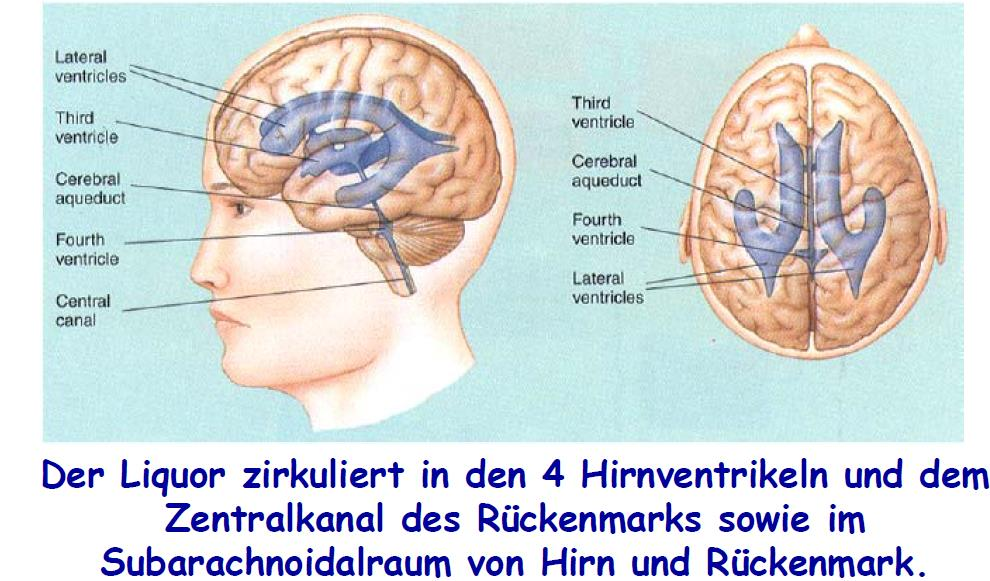 Lateral
ventricles
Third
ventricle
Cerebral
aqueduct
Fourth
ventricle
Central
canal
Third
ventricle
Cerebral
aqueduct
Fourth
ventricle
Lateral
ventricles
Der Liquor zirkuliert in den 4 Hirnventrikeln und dem
Zentralkanal des Rückenmarks sowie im
Subarachnoidalraum von Hirn und Rückenmark.